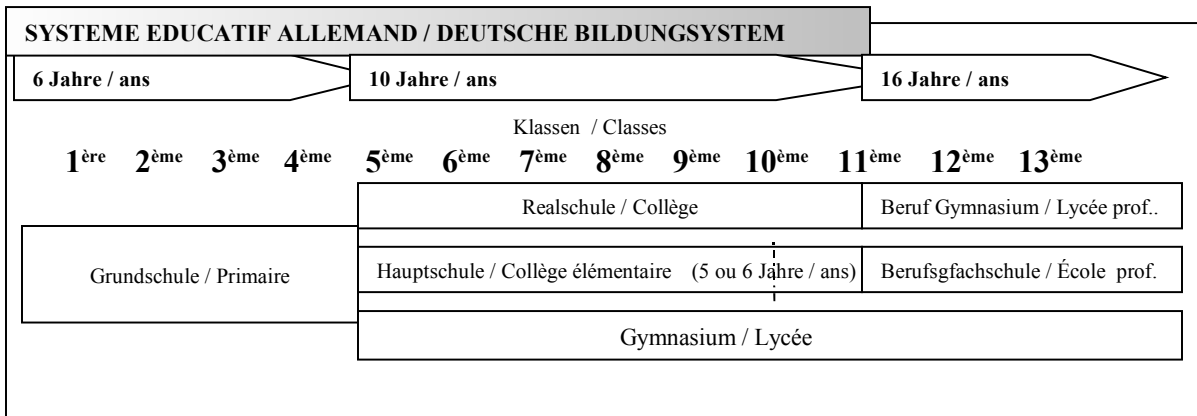 SYSTEME EDUCATIF ALLEMAND / DEUTSCHE BILDUNGSYSTEM
6 Jahre / ans 10 Jahre / ans 16 Jahre / ans
Klassen / Classes
1ère 2ème 3ème 4ème 5ème 6ème 7ème 8ème 9ème 10ème 11ème 12ème 13ème
Realschule / Collège Beruf Gymnasium / Lycée prof..
Grundschule / Primaire Hauptschule / Collège élémentaire (5 ou 6 Jahre / ans) Berufsgfachschule / École prof.
Gymnasium / Lycée